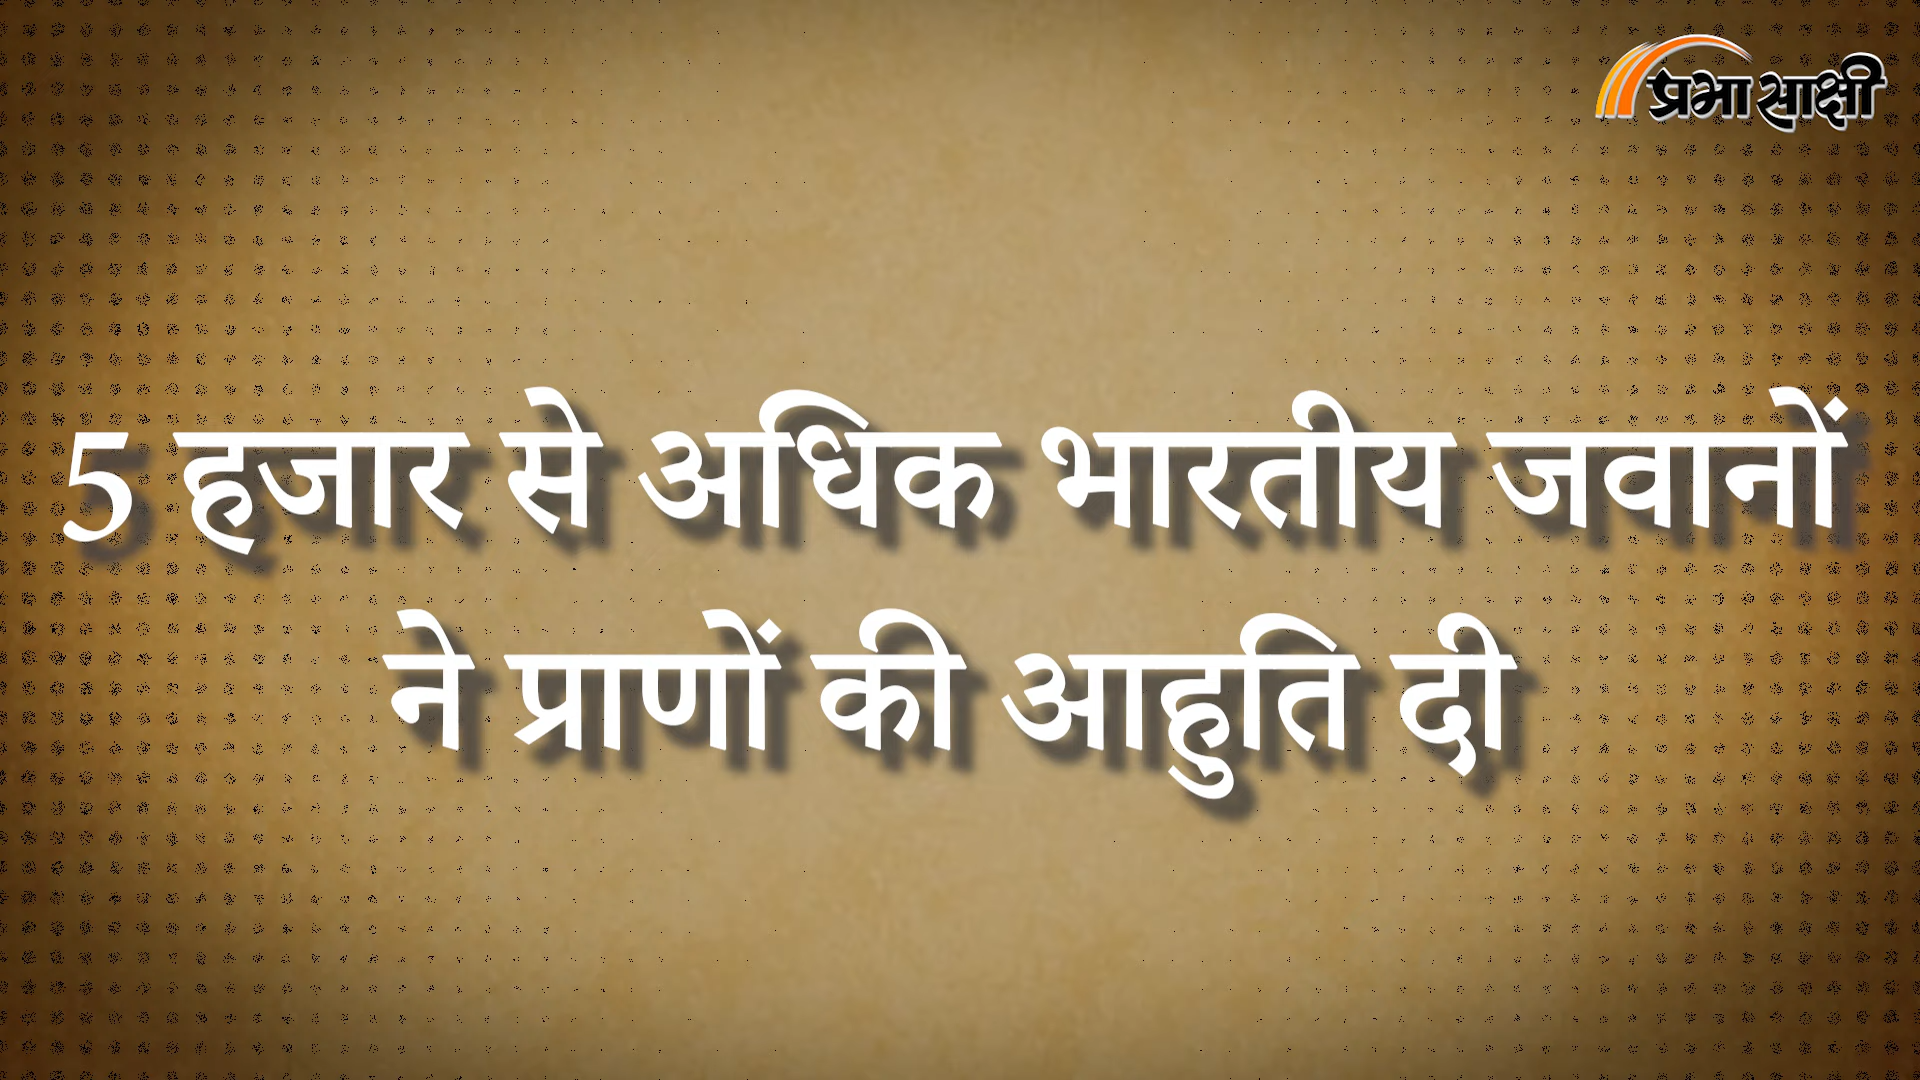 प्रभा साक्षी
5 हजार से अधिक भारतीय जवानों
ने प्राणों की आहुति दी